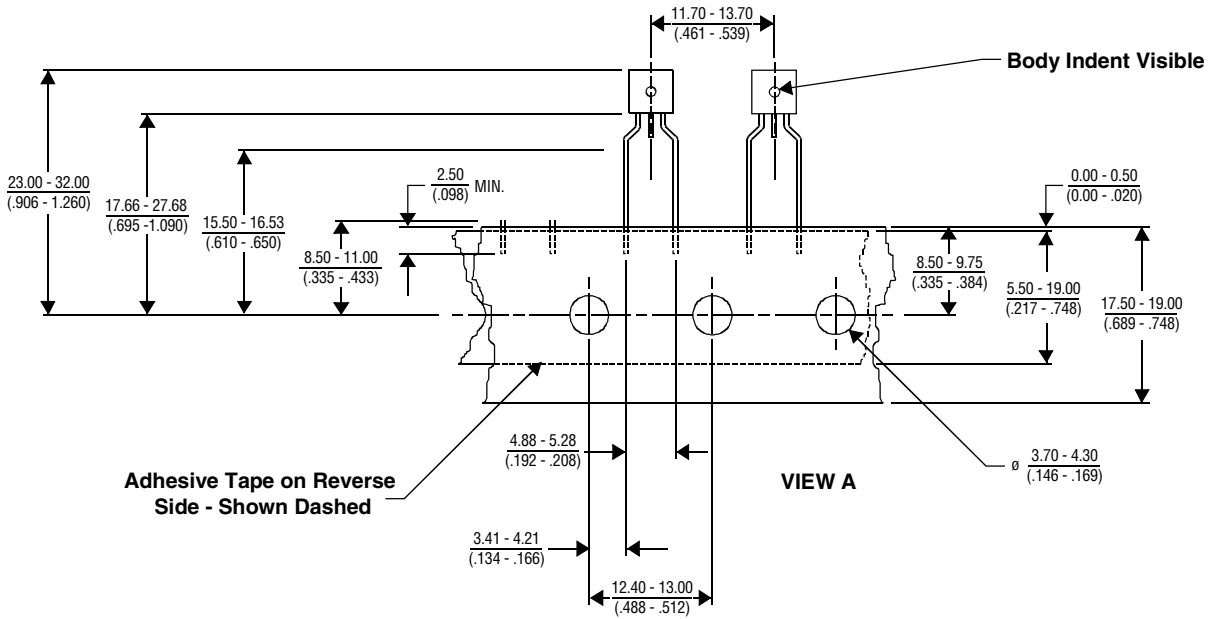 11.70 - 13.70
(.461 - .539)
Body Indent Visible
23.00 - 32.00
(.906 - 1.260)
17.66 - 27.68
(.695 -1.090)
15.50 - 16.53
(.610 - .650)
8.50 - 11.00
(.335 - .433)
2.50
(.098) MIN.
0.00 - 0.50
(0.00 - .020)
8.50 - 9.75
(.335 - .384)
5.50 - 19.00
(.217 - .748)
17.50 - 19.00
(.689 - .748)
4.88 - 5.28
(.192 - .208)
ø 3.70 - 4.30
(.146 - .169)
VIEW A
Adhesive Tape on Reverse
Side - Shown Dashed
3.41 - 4.21
(.134 - .166)
12.40 - 13.00
(.488 - .512)